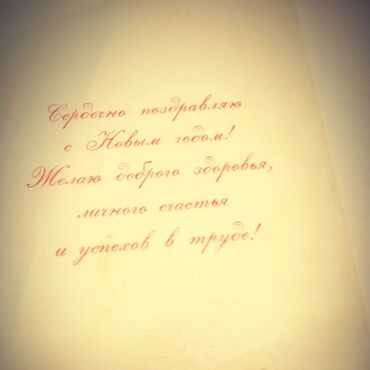 Сердечно поздравляю
с Новым годом!
Желаю доброго здоровья,
личного счастья
и успехов в труде!